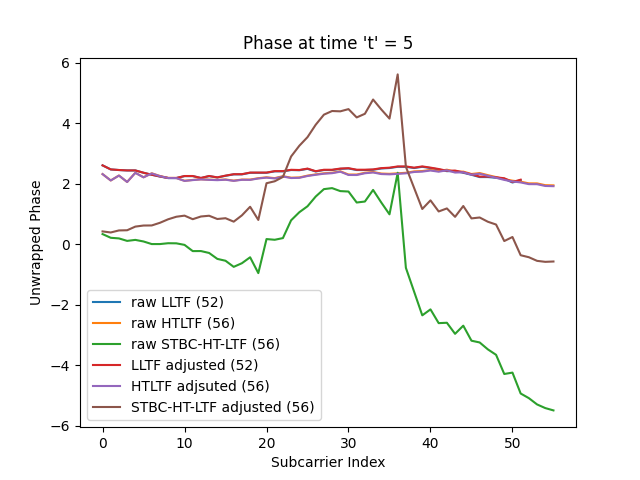 Phase at time 't' = 5
6
4
2
0
−2
−4
−6
Unwrapped Phase
raw LLTF (52)
raw HTLTF (56)
raw STBC-HT-LTF (56)
LLTF adjusted (52)
HTLTF adjsuted (56)
STBC-HT-LTF adjusted (56)
0 10 20 30 40 50
Subcarrier Index